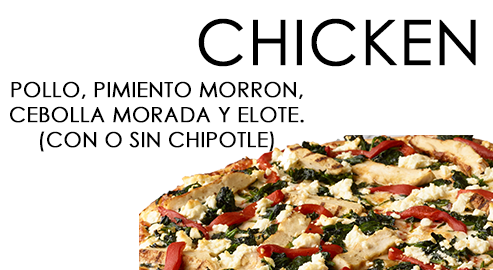 CHICKEN
POLLO, PIMIENTO MORRON,
CEBOLLA MORADA Y ELOTE.
(CON O SIN CHIPOTLE)